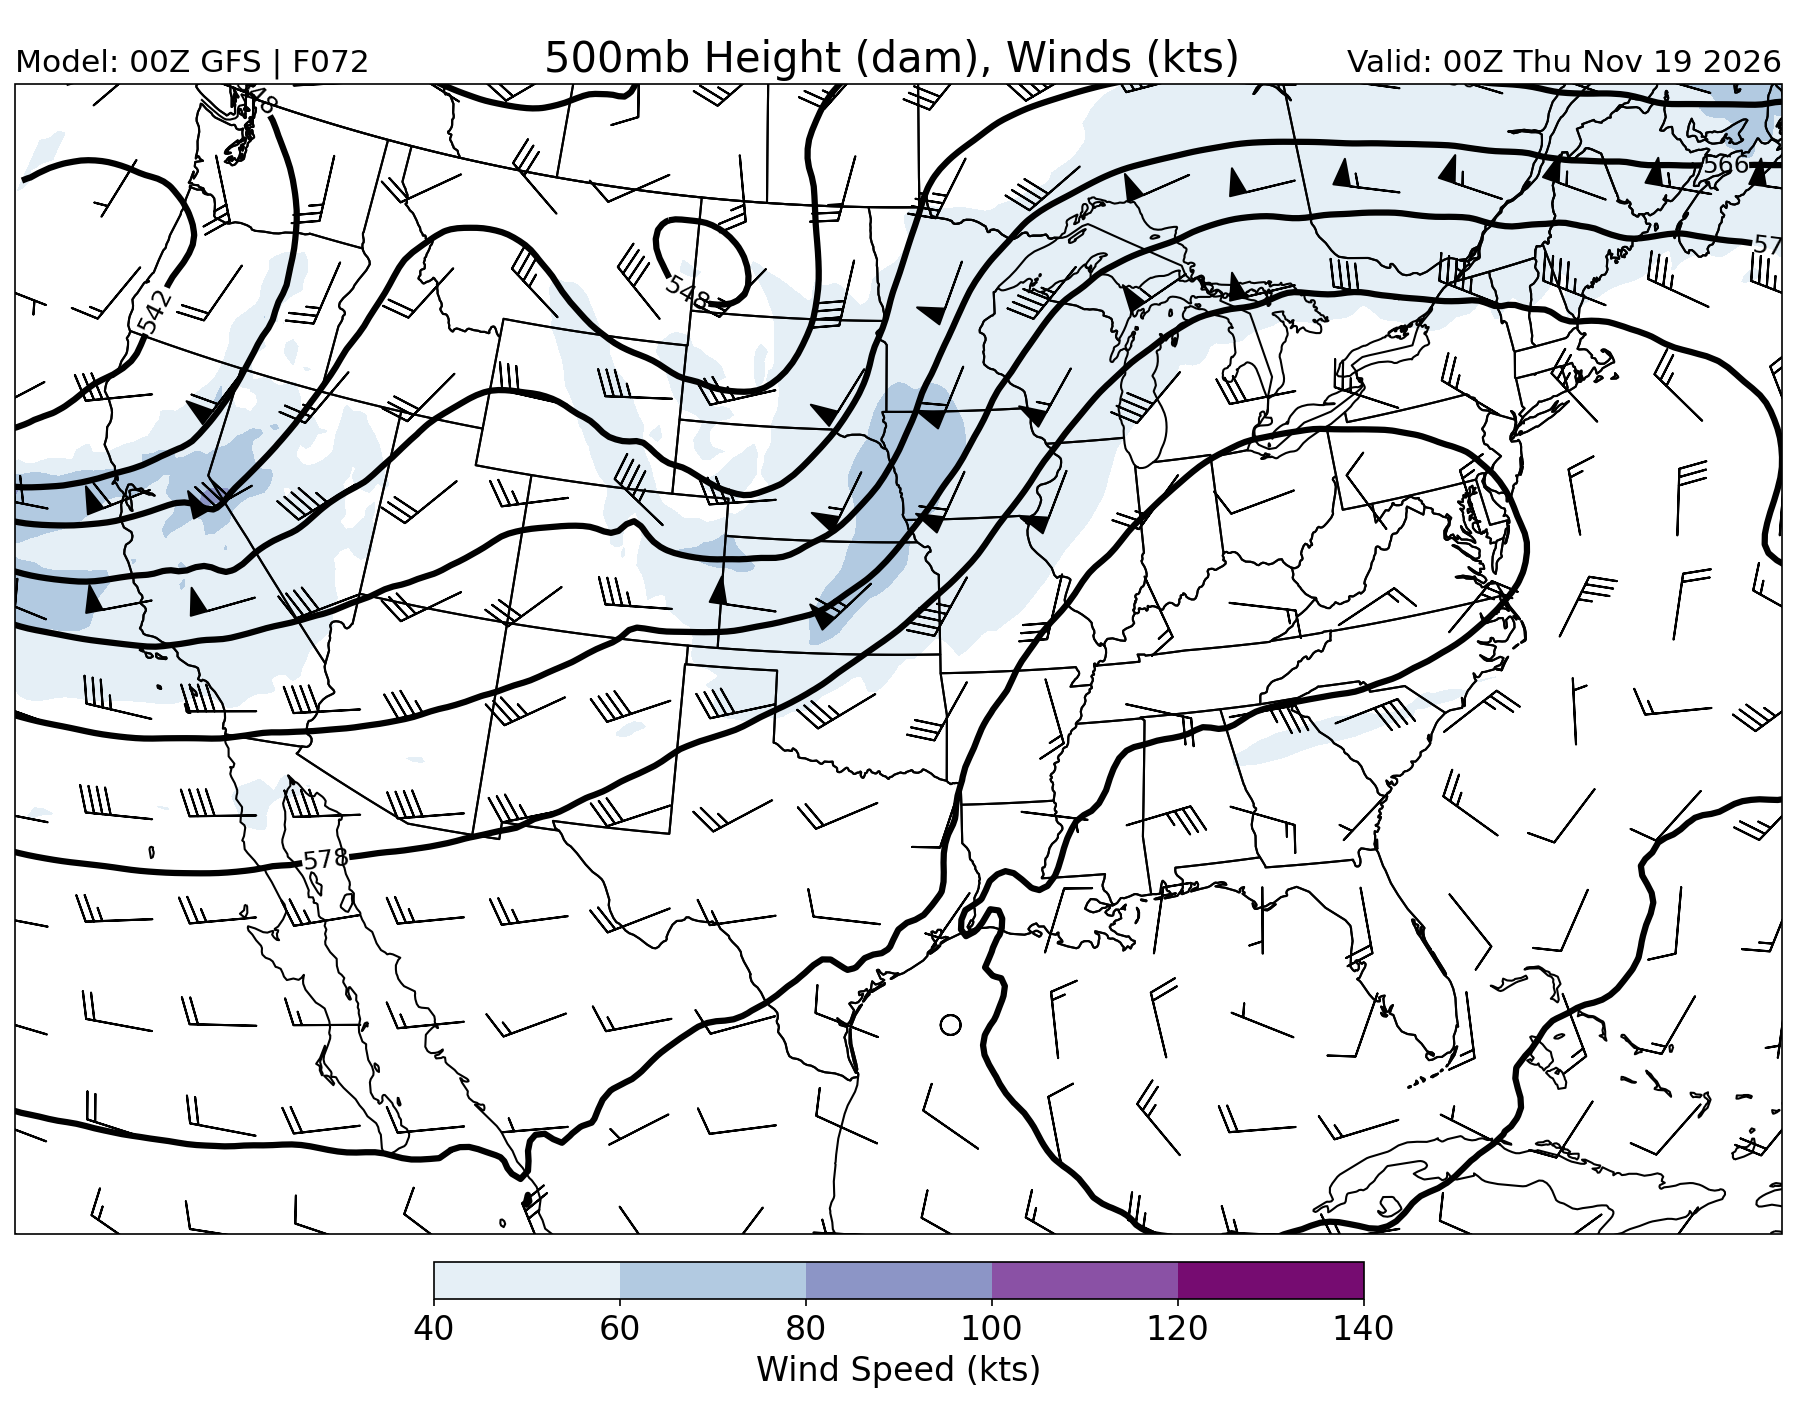 Model: 00Z GFS | F072
500mb Height (dam), Winds (kts)
Valid: 00Z Thu Nov 19 2026
566
548
542
578
40 60 80 100 120 140
Wind Speed (kts)